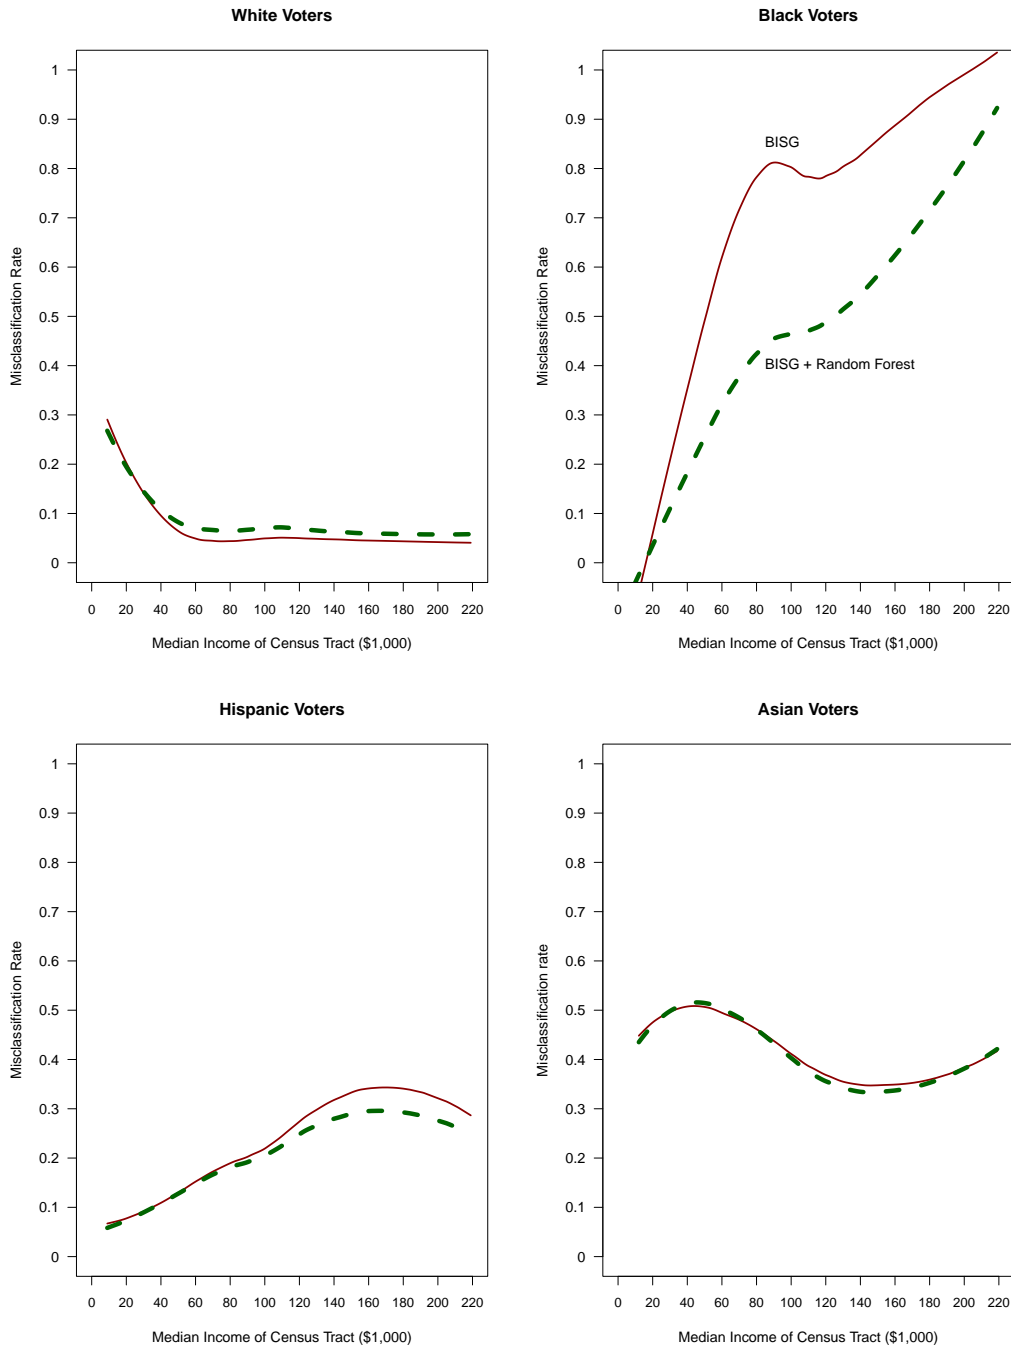 White Voters
1
0.9
0.8
0.7
0.6
0.5
0.4
0.3
0.2
0.1
0
Misclassification Rate
0 20 40 60 80 100 120 140 160 180 200 220
Median Income of Census Tract ($1,000)
Black Voters
1
0.9
0.8
0.7
0.6
0.5
0.4
0.3
0.2
0.1
0
Misclassification Rate
BISG
BISG + Random Forest
0 20 40 60 80 100 120 140 160 180 200 220
Median Income of Census Tract ($1,000)
Hispanic Voters
1
0.9
0.8
0.7
0.6
0.5
0.4
0.3
0.2
0.1
0
Misclassification Rate
0 20 40 60 80 100 120 140 160 180 200 220
Median Income of Census Tract ($1,000)
Asian Voters
1
0.9
0.8
0.7
0.6
0.5
0.4
0.3
0.2
0.1
0
Misclassification rate
0 20 40 60 80 100 120 140 160 180 200 220
Median Income of Census Tract ($1,000)